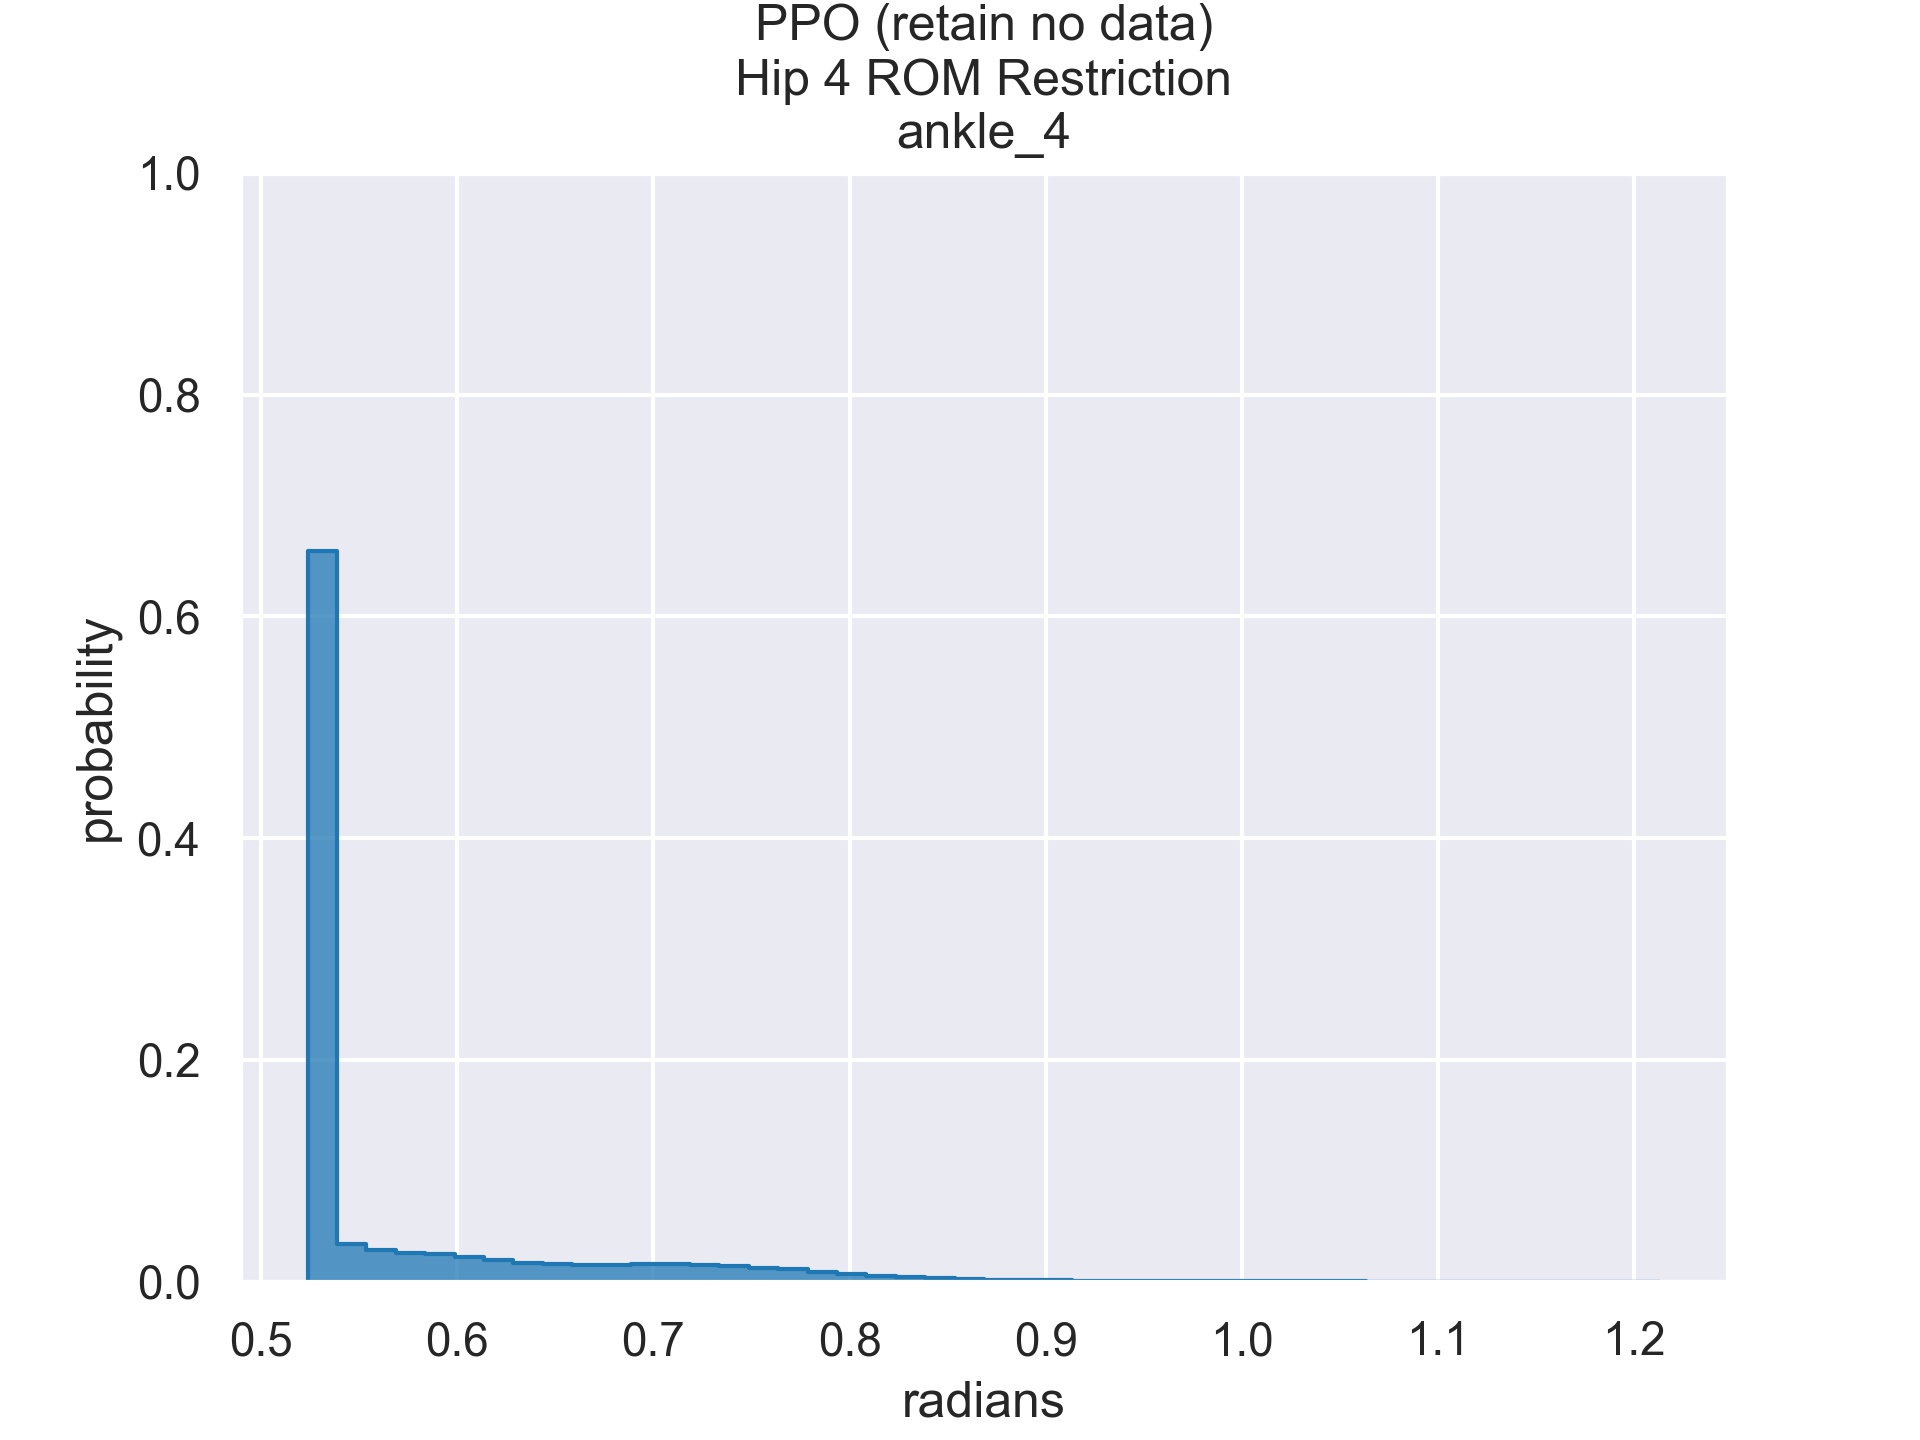 PPO (retain no data)
Hip 4 ROM Restriction
ankle_4
1.0
0.8
0.6
0.4
0.2
0.0
probability
0.5 0.6 0.7 0.8 0.9 1.0 1.1 1.2
radians